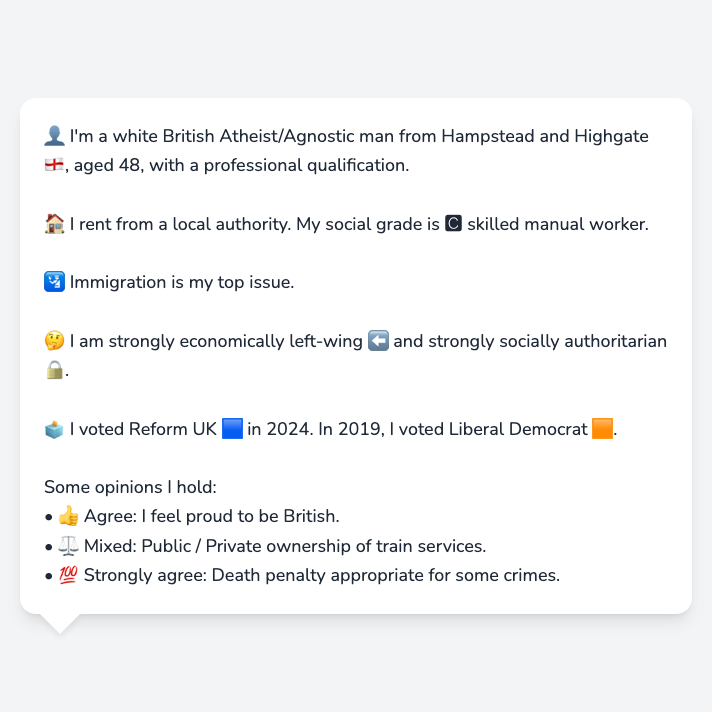 👤 I'm a white British Atheist/Agnostic man from Hampstead and Highgate
🏴󠁧󠁢󠁥󠁮󠁧󠁿, aged 48, with a professional qualification.
🏠 I rent from a local authority. My social grade is 🅲 skilled manual worker.
🛂 Immigration is my top issue.
🤔 I am strongly economically left-wing ⬅️ and strongly socially authoritarian
🔒.
🗳️ I voted Reform UK 🟦 in 2024. In 2019, I voted Liberal Democrat 🟧.
Some opinions I hold:
• 👍 Agree: I feel proud to be British.
• ⚖️ Mixed: Public / Private ownership of train services.
• 💯 Strongly agree: Death penalty appropriate for some crimes.